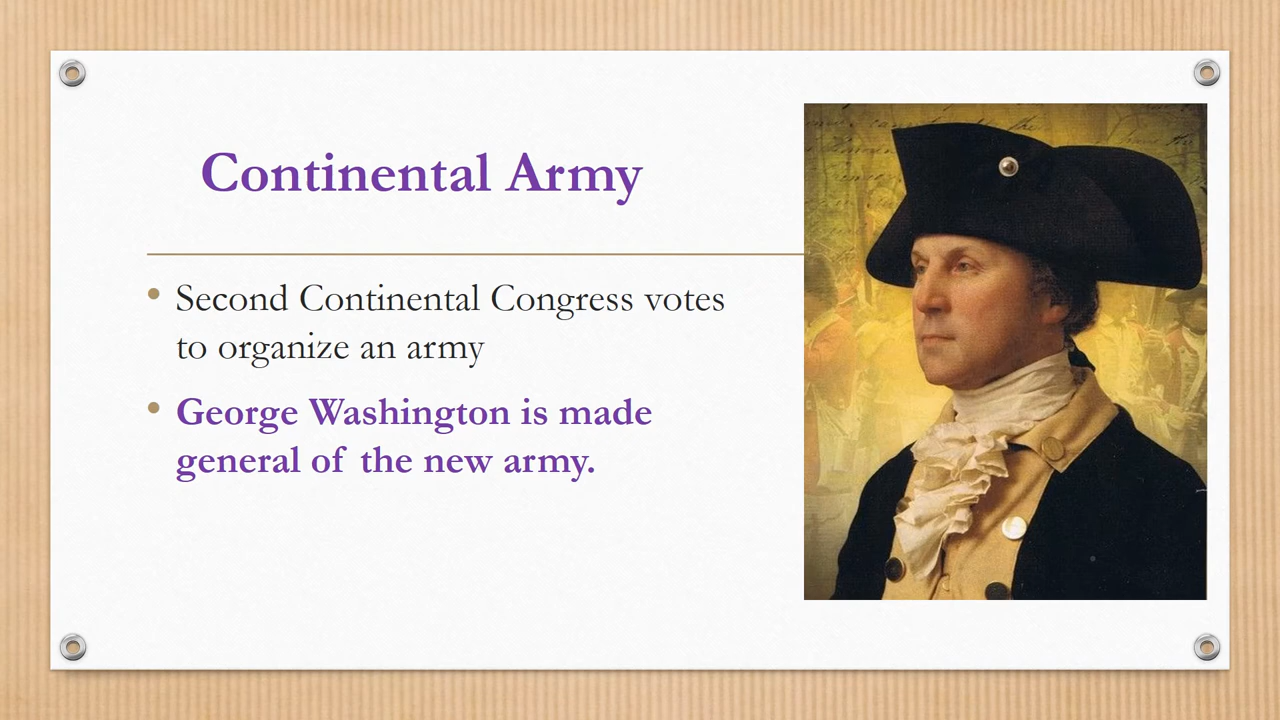 Continental Army
Second Continental Congress votes
to organize an army
George Washington is made
general of the new army.